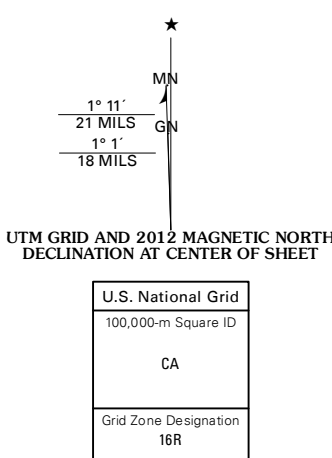 ★
MN
1° 11´
21 MILS
GN
1° 1´
18 MILS
UTM GRID AND 2012 MAGNETIC NORTH
DECLINATION AT CENTER OF SHEET
U.S. National Grid
100,000-m Square ID
CA
Grid Zone Designation
16R